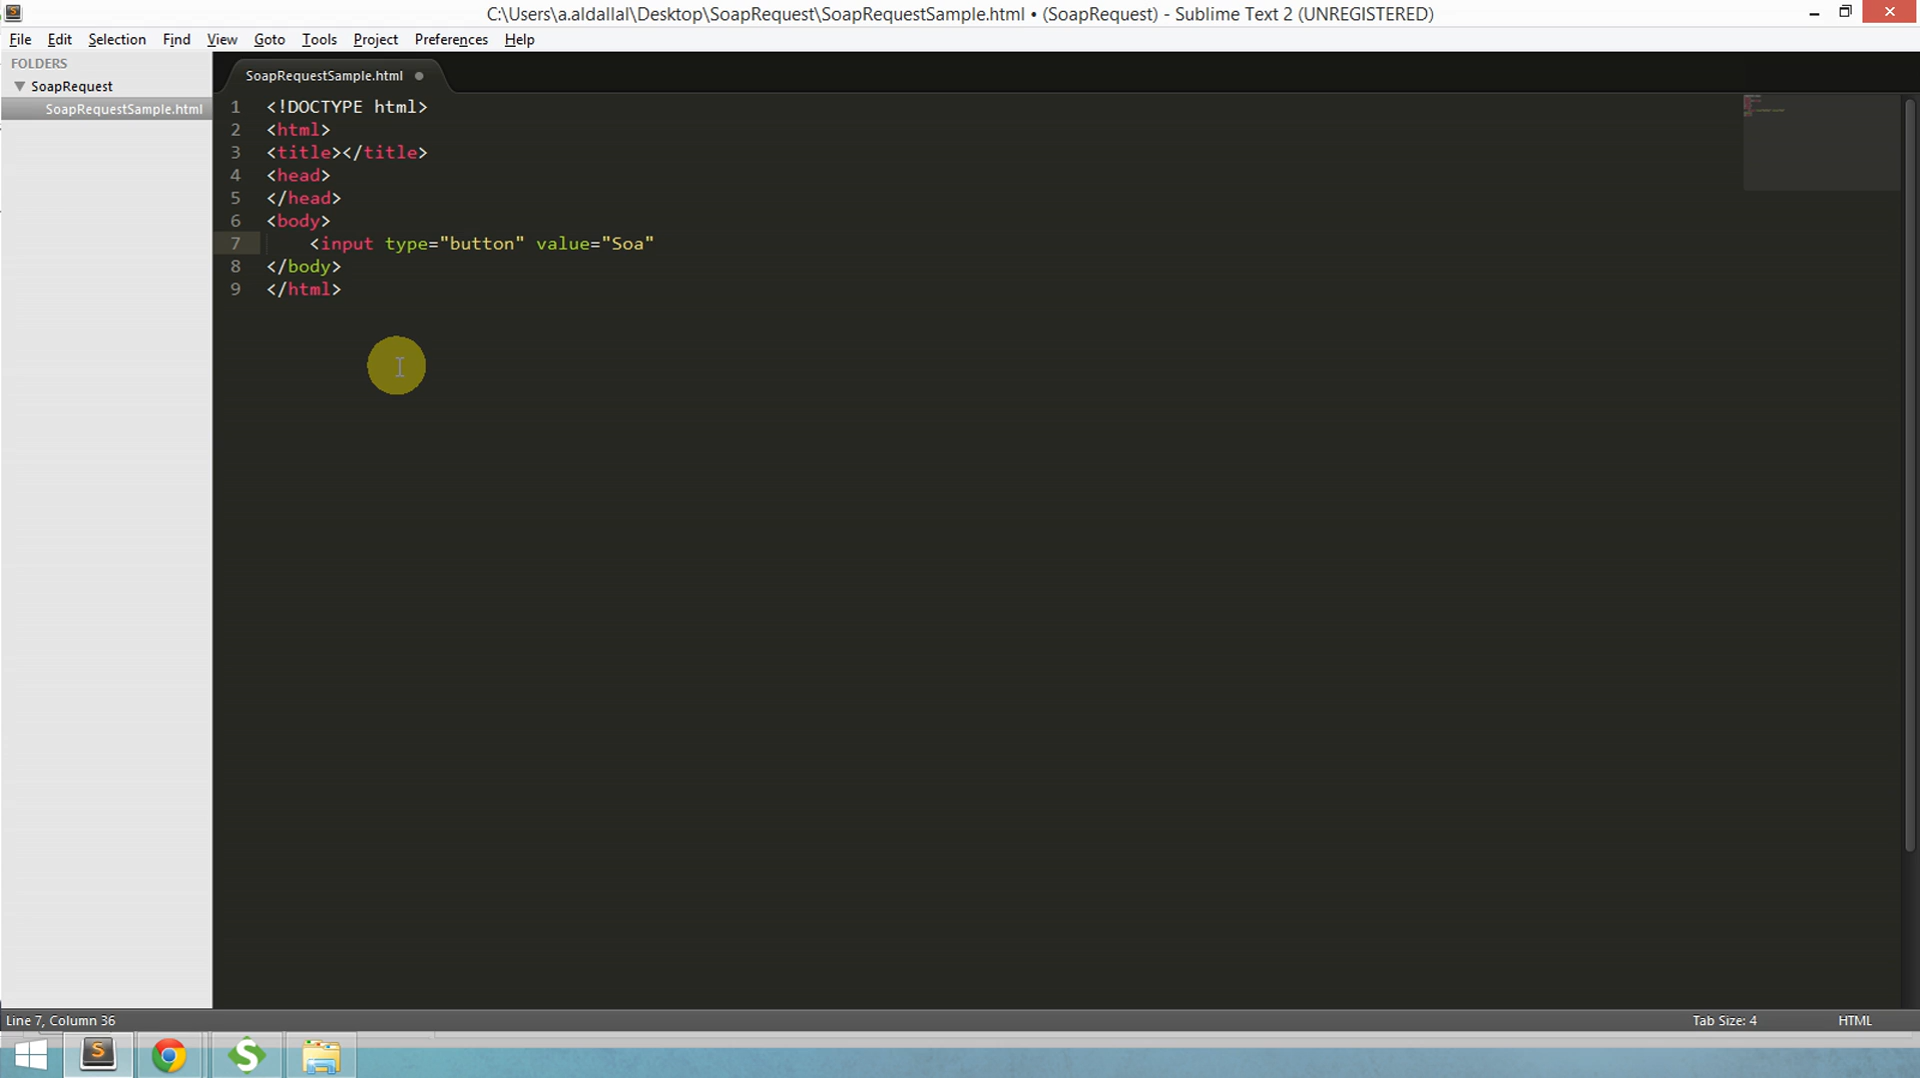 C:\Users\a.aldallal\Desktop\SoapRequest\SoapRequestSample.html • (SoapRequest) - Sublime Text 2 (UNREGISTERED)
File Edit Selection Find View Goto Tools Project Preferences Help
FOLDERS
SoapRequest
SoapRequestSample.html
SoapRequestSample.html
1 <!DOCTYPE html>
2 <html>
3 <title></title>
4 <head>
5 </head>
6 <body>
7 <input type="button" value="Soa"
8 </body>
9 </html>
Line 7, Column 36
Tab Size: 4
HTML